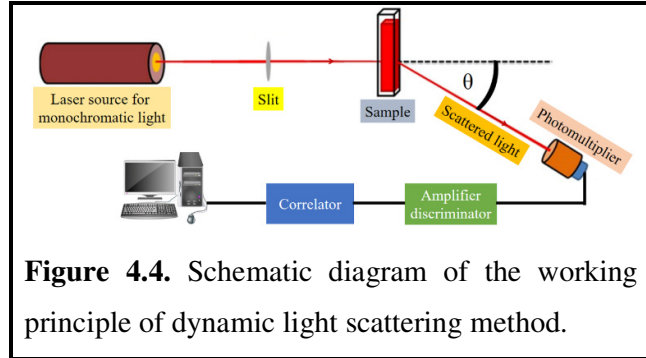 Laser source for
monochromatic light
Slit
Sample
θ
Scattered light
Photomultiplier
Correlator
Amplifier
discriminator
Figure 4.4. Schematic diagram of the working
principle of dynamic light scattering method.